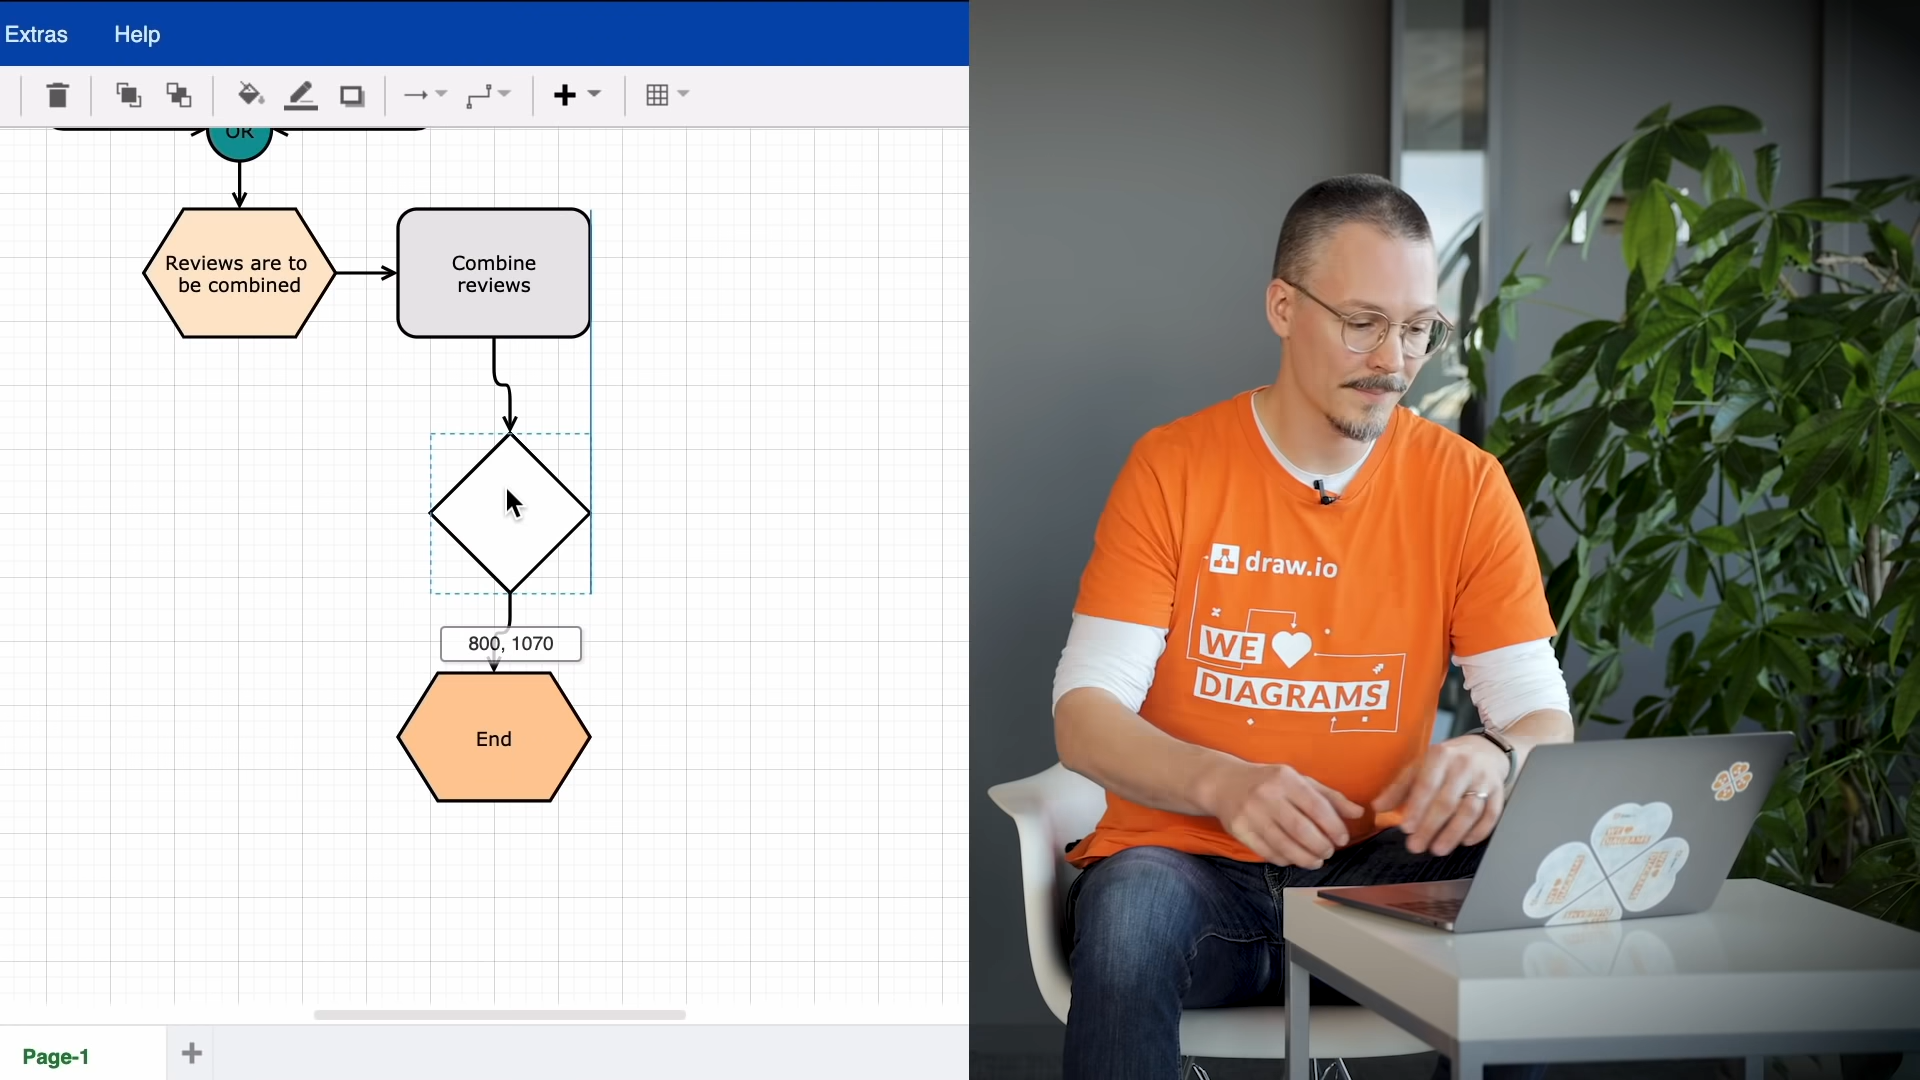 Extras Help
OR
Reviews are to
be combined
Combine
reviews
800, 1070
End
Page-1
draw.io
WE
DIAGRAMS